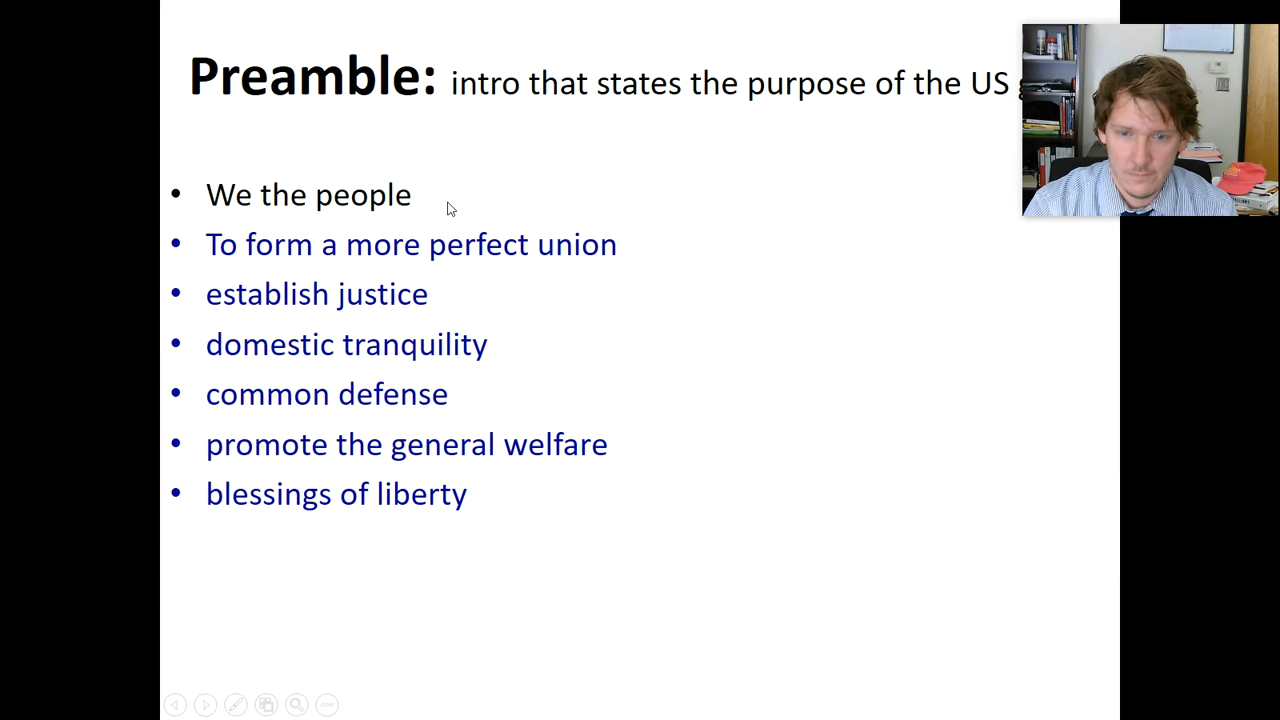 Preamble: intro that states the purpose of the US
• We the people
• To form a more perfect union
• establish justice
• domestic tranquility
• common defense
• promote the general welfare
• blessings of liberty